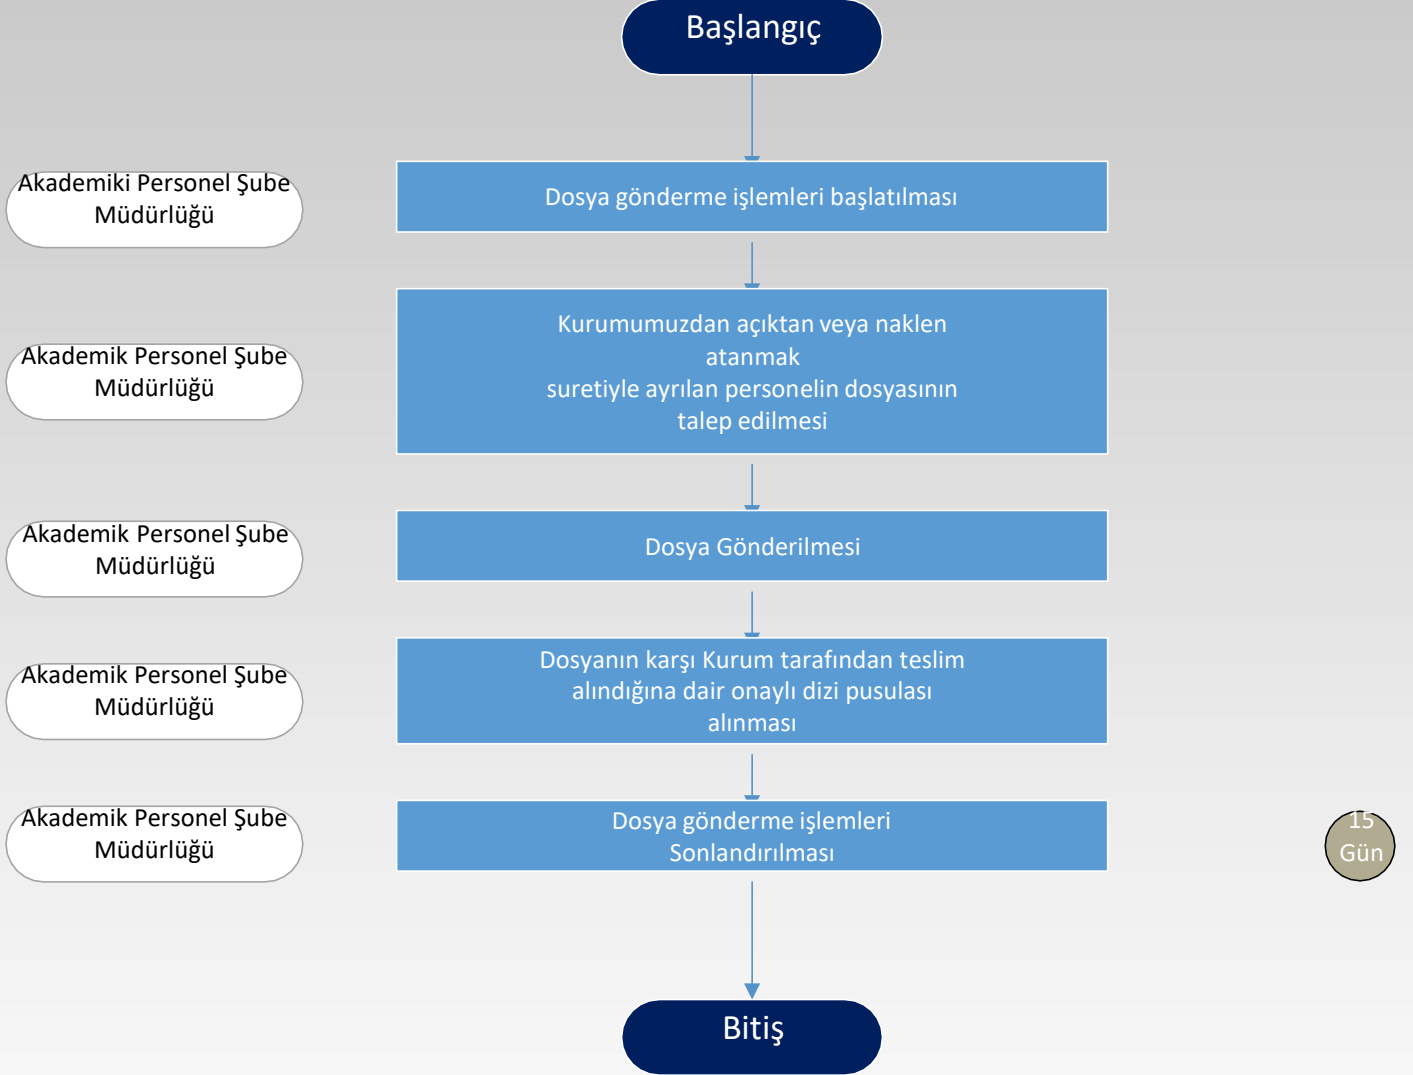 Başlangıç
Akademiki Personel Şube
Müdürlüğü
Dosya gönderme işlemleri başlatılması
Akademik Personel Şube
Müdürlüğü
Kurumumuzdan açıktan veya naklen
atanmak
suretiyle ayrılan personelin dosyasının
talep edilmesi
Akademik Personel Şube
Müdürlüğü
Dosya Gönderilmesi
Akademik Personel Şube
Müdürlüğü
Dosyanın karşı Kurum tarafından teslim
alındığına dair onaylı dizi pusulası
alınması
Akademik Personel Şube
Müdürlüğü
Dosya gönderme işlemleri
Sonlandırılması
15
Gün
Bitiş